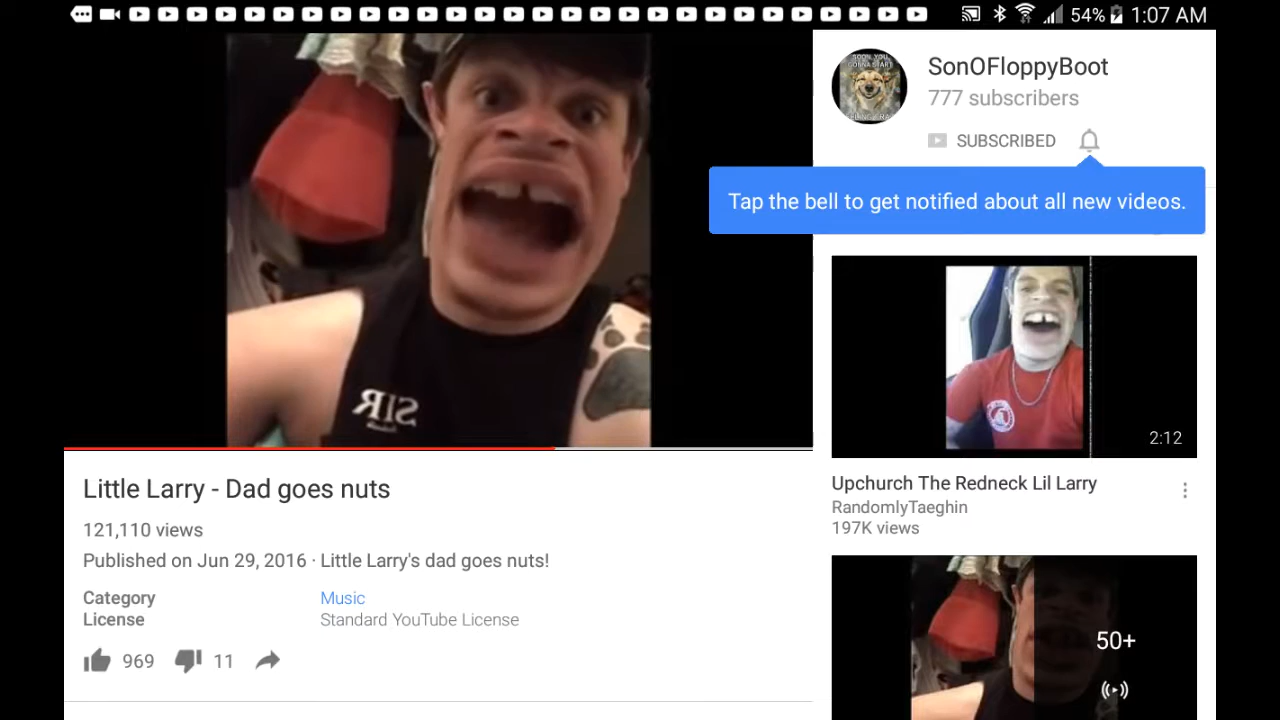 54% 1:07 AM
SonOFloppyBoot
777 subscribers
SUBSCRIBED
Tap the bell to get notified about all new videos.
SIR
2:12
Little Larry - Dad goes nuts
121,110 views
Published on Jun 29, 2016 · Little Larry's dad goes nuts!
Category Music
License Standard YouTube License
969 11
Upchurch The Redneck Lil Larry
RandomlyTaeghin
197K views
50+